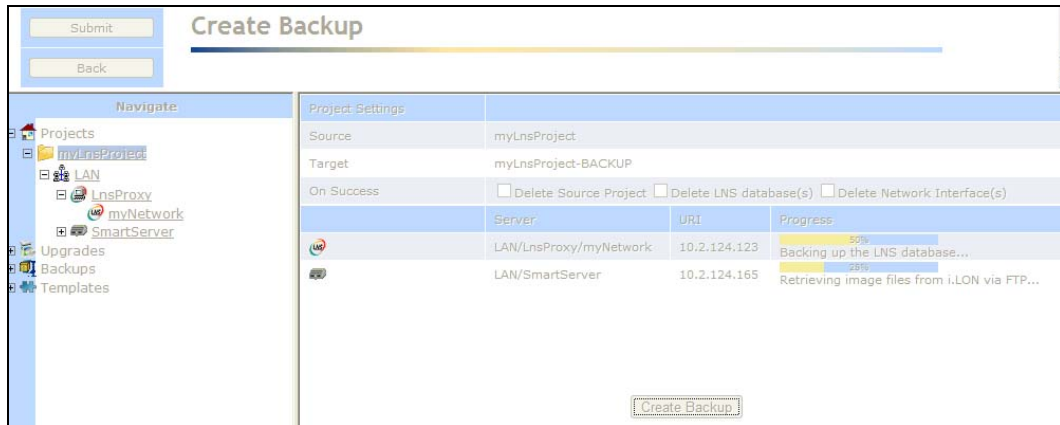 Submit
Create Backup
Back
Navigate
Projects
myLnsProject
LAN
LnsProxy
LNS myNetwork
SmartServer
Upgrades
Backups
Templates
Project Settings
Source myLnsProject
Target myLnsProject-BACKUP
On Success Delete Source Project Delete LNS database(s) Delete Network Interface(s)
Server URI Progress
LNS LAN/LnsProxy/myNetwork 10.2.124.123 50%
Backing up the LNS database...
LAN/SmartServer 10.2.124.165 25%
Retrieving image files from i.LON via FTP...
Create Backup